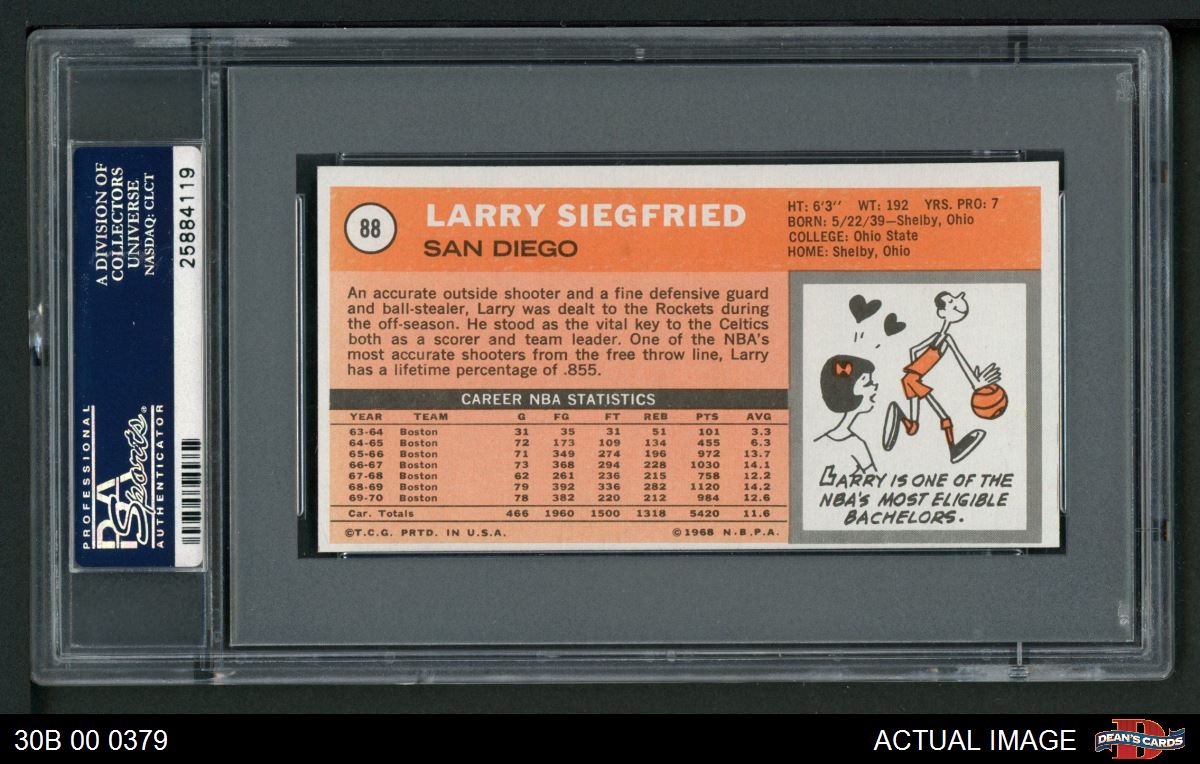 A DIVISION OF
COLLECTORS
UNIVERSE
NASDAQ: CLCT
25884119
PROFESSIONAL
PSA
Sports®
AUTHENTICATOR
88
LARRY SIEGFRIED
SAN DIEGO
HT: 6'3'' WT: 192 YRS. PRO: 7
BORN: 5/22/39—Shelby, Ohio
COLLEGE: Ohio State
HOME: Shelby, Ohio
An accurate outside shooter and a fine defensive guard
and ball-stealer, Larry was dealt to the Rockets during
the off-season. He stood as the vital key to the Celtics
both as a scorer and team leader. One of the NBA's
most accurate shooters from the free throw line, Larry
has a lifetime percentage of .855.
CAREER NBA STATISTICS
YEAR TEAM G FG FT REB PTS AVG
63-64 Boston 31 35 31 51 101 3.3
64-65 Boston 72 173 109 134 455 6.3
65-66 Boston 71 349 274 196 972 13.7
66-67 Boston 73 368 294 228 1030 14.1
67-68 Boston 62 261 236 215 758 12.2
68-69 Boston 79 392 336 282 1120 14.2
69-70 Boston 78 382 220 212 984 12.6
Car. Totals 466 1960 1500 1318 5420 11.6
©T.C.G. PRTD. IN U.S.A. ©1968 N.B.P.A.
LARRY IS ONE OF THE
NBA'S MOST ELIGIBLE
BACHELORS.
30B 00 0379
ACTUAL IMAGE
DEAN'S CARDS